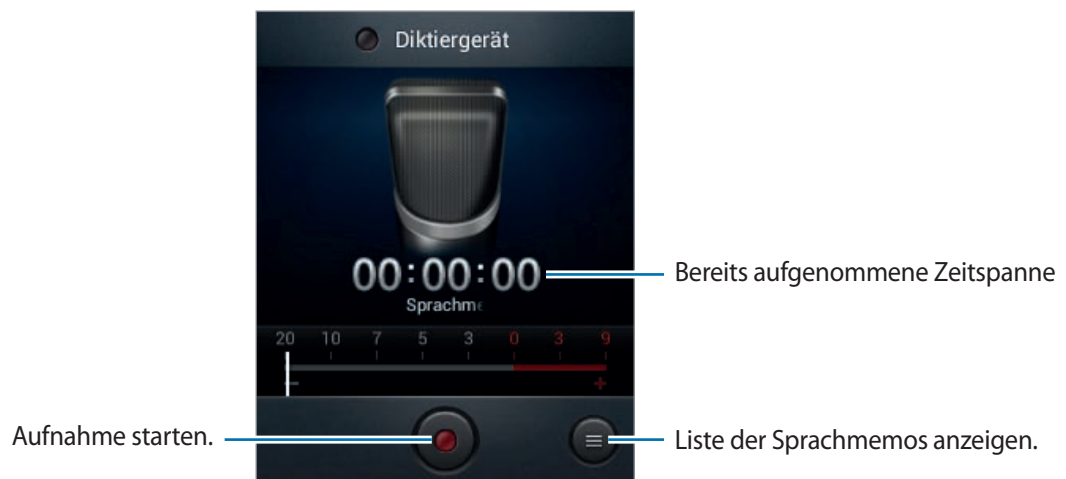 Diktiergerät
00:00:00
Bereits aufgenommene Zeitspanne
Sprachme
20 10 7 5 3 0 3 9
- +
Aufnahme starten.
Liste der Sprachmemos anzeigen.